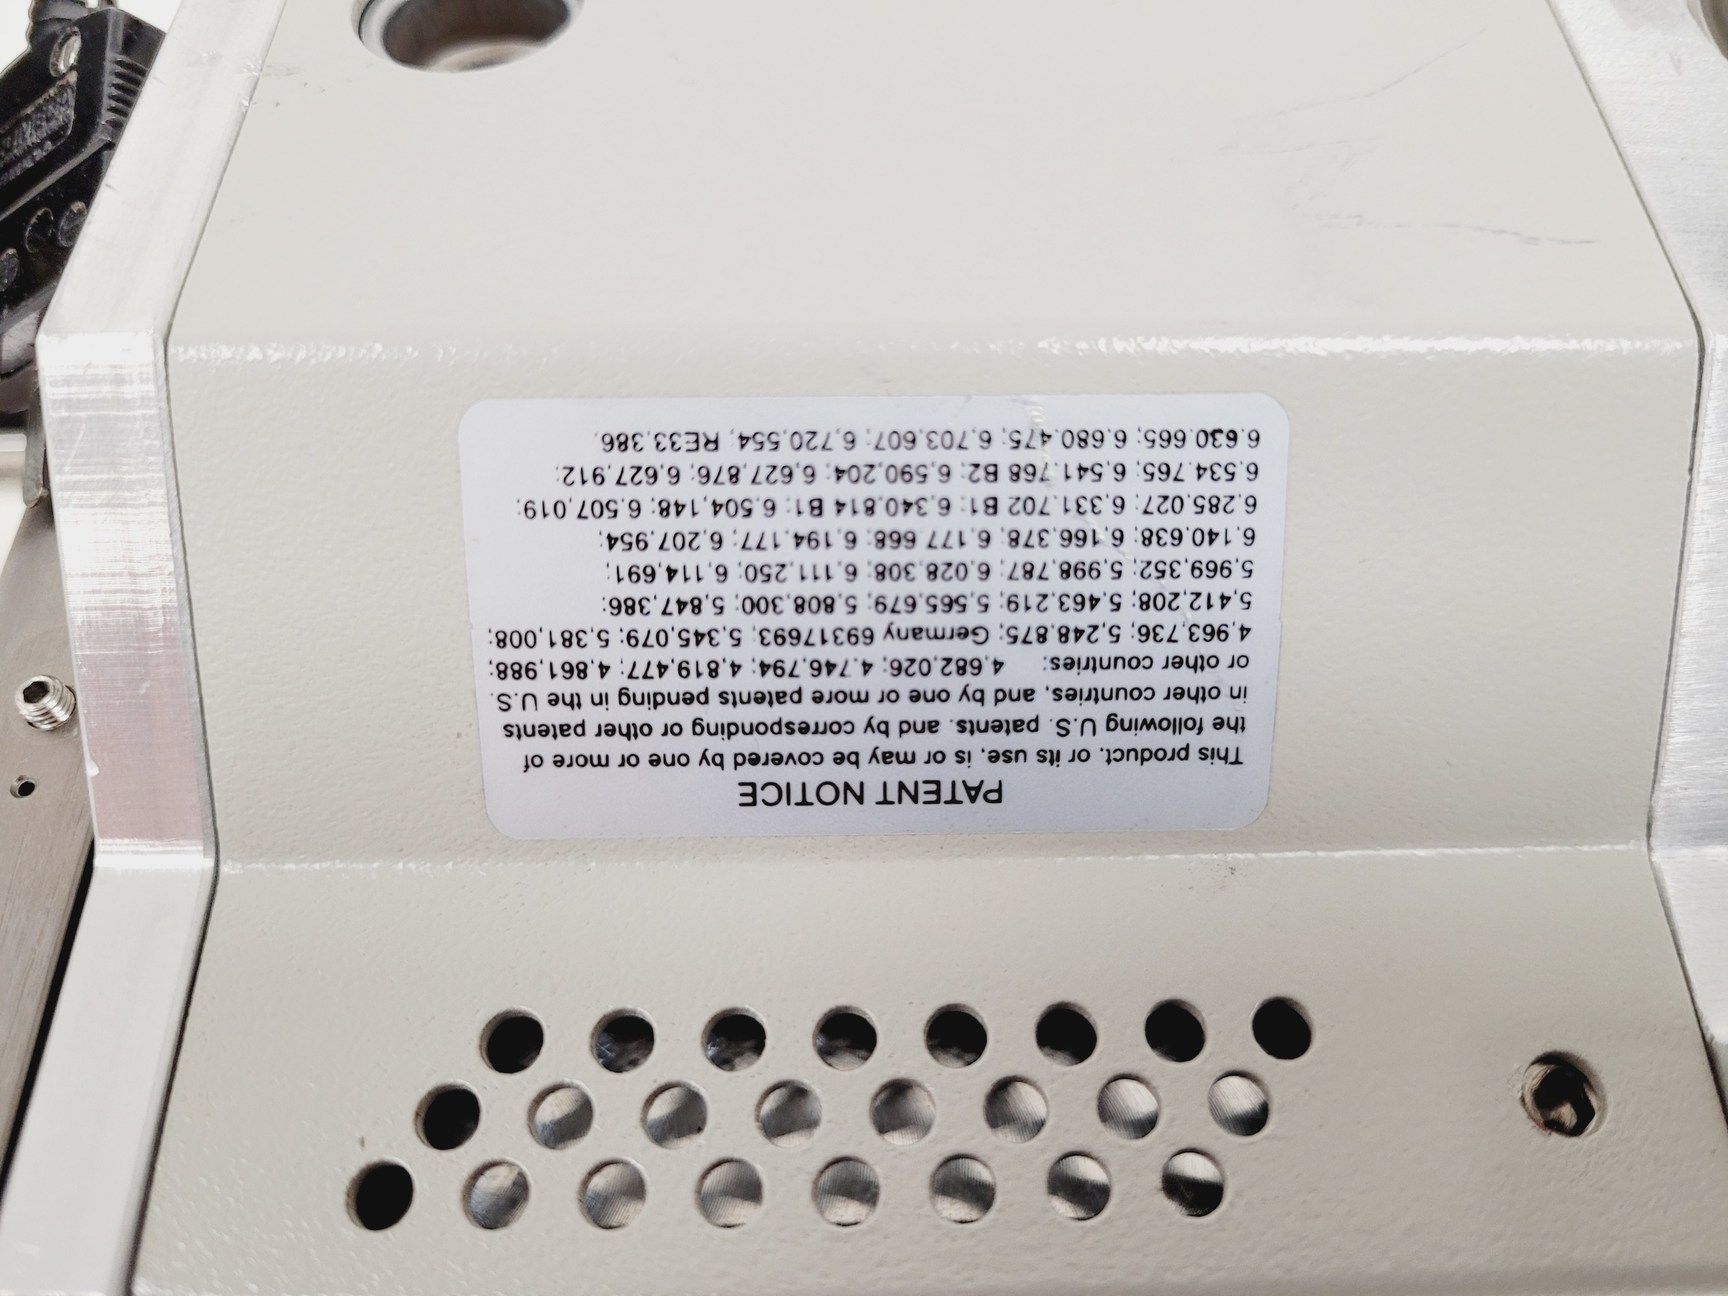 PATENT NOTICE
This product, or its use, is or may be covered by one or more of
the following U.S. patents, and by corresponding or other patents
in other countries, and by one or more patents pending in the U.S.
or other countries: 4,682,026; 4,746,794; 4,819,477; 4,861,988;
4,963,736; 5,248,875; Germany 69317693; 5,345,079; 5,381,008;
5,412,208; 5,463,219; 5,565,679; 5,808,300; 5,847,386;
5,969,352; 5,998,787; 6,028,308; 6,111,250; 6,114,691;
6,140,638; 6,166,378; 6,177,668; 6,194,177; 6,207,954;
6,285,027; 6,331,702 B1; 6,340,814 B1; 6,504,148; 6,507,019;
6,534,765; 6,541,768 B2; 6,590,204; 6,627,876; 6,627,912;
6,630,665; 6,680,475; 6,703,607; 6,720,554; RE33,386.